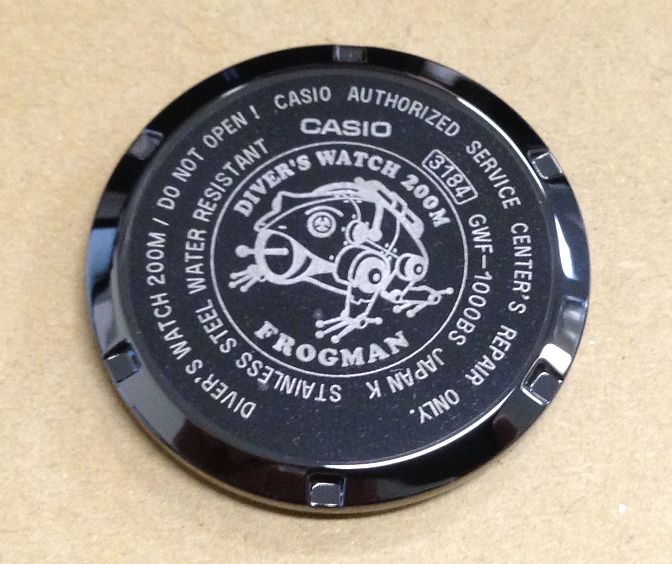 DIVER'S WATCH 200M / DO NOT OPEN ! CASIO AUTHORIZED SERVICE CENTER'S REPAIR ONLY.
CASIO
3184 GWF-1000BS JAPAN K STAINLESS STEEL WATER RESISTANT
DIVER'S WATCH 200M
FROGMAN